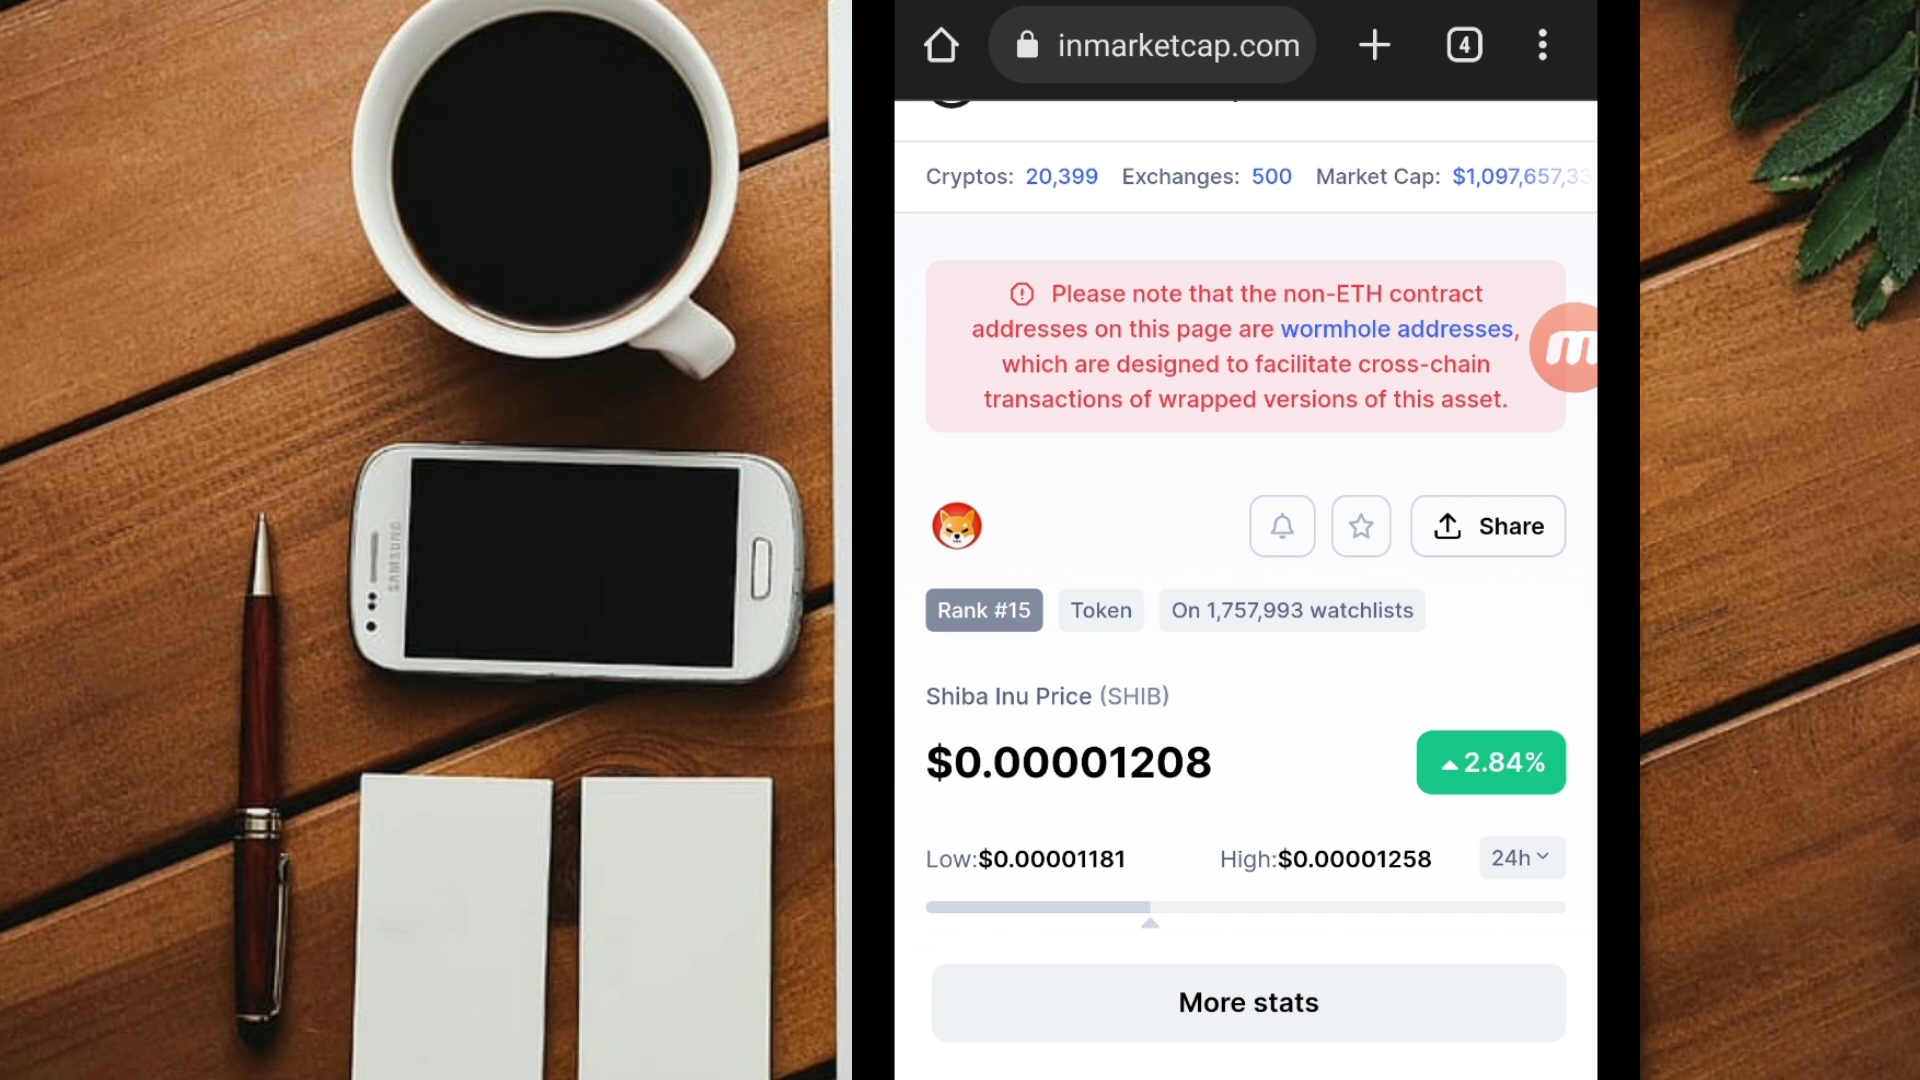 inmarketcap.com
4
Cryptos: 20,399 Exchanges: 500 Market Cap: $1,097,657,33
Please note that the non-ETH contract
addresses on this page are wormhole addresses,
which are designed to facilitate cross-chain
transactions of wrapped versions of this asset.
m
Share
Rank #15 Token On 1,757,993 watchlists
Shiba Inu Price (SHIB)
$0.00001208 2.84%
Low:$0.00001181 High:$0.00001258 24h
More stats
SAMSUNG